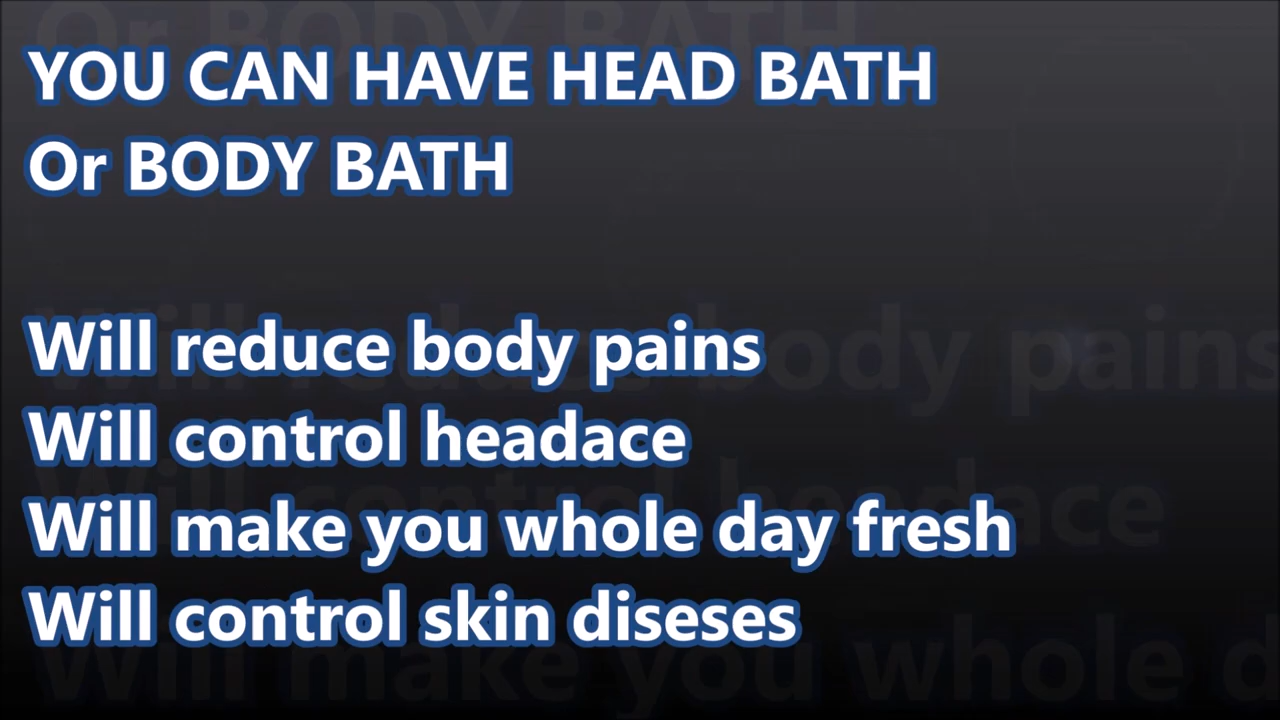 YOU CAN HAVE HEAD BATH
Or BODY BATH
Will reduce body pains
Will control headace
Will make you whole day fresh
Will control skin diseses